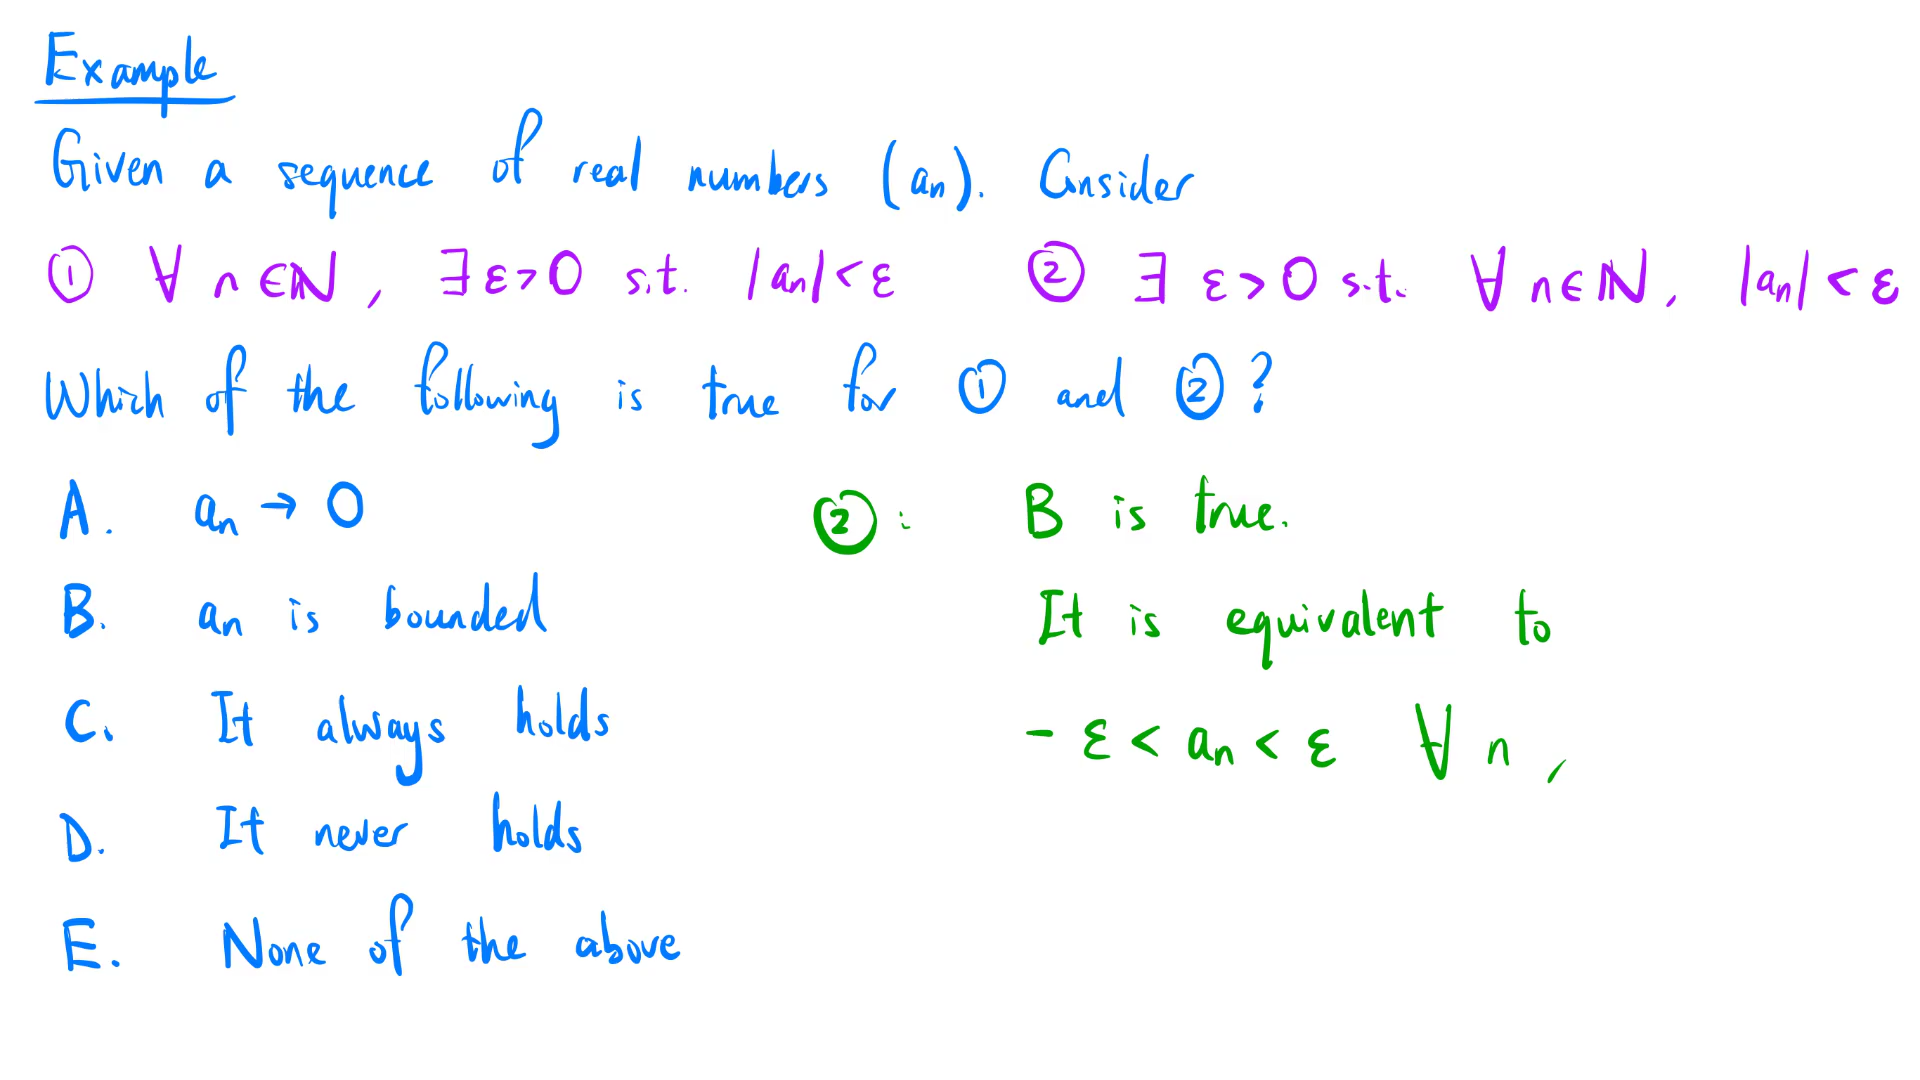 Example
Given a sequence of real numbers (aₙ). Consider
① ∀ n ∈ ℕ, ∃ ε > 0 s.t. |aₙ| < ε ② ∃ ε > 0 s.t. ∀ n ∈ ℕ, |aₙ| < ε
Which of the following is true for ① and ②?
A. aₙ → 0
B. aₙ is bounded
C. It always holds
D. It never holds
E. None of the above
②: B is true.
It is equivalent to
- ε < aₙ < ε ∀ n,